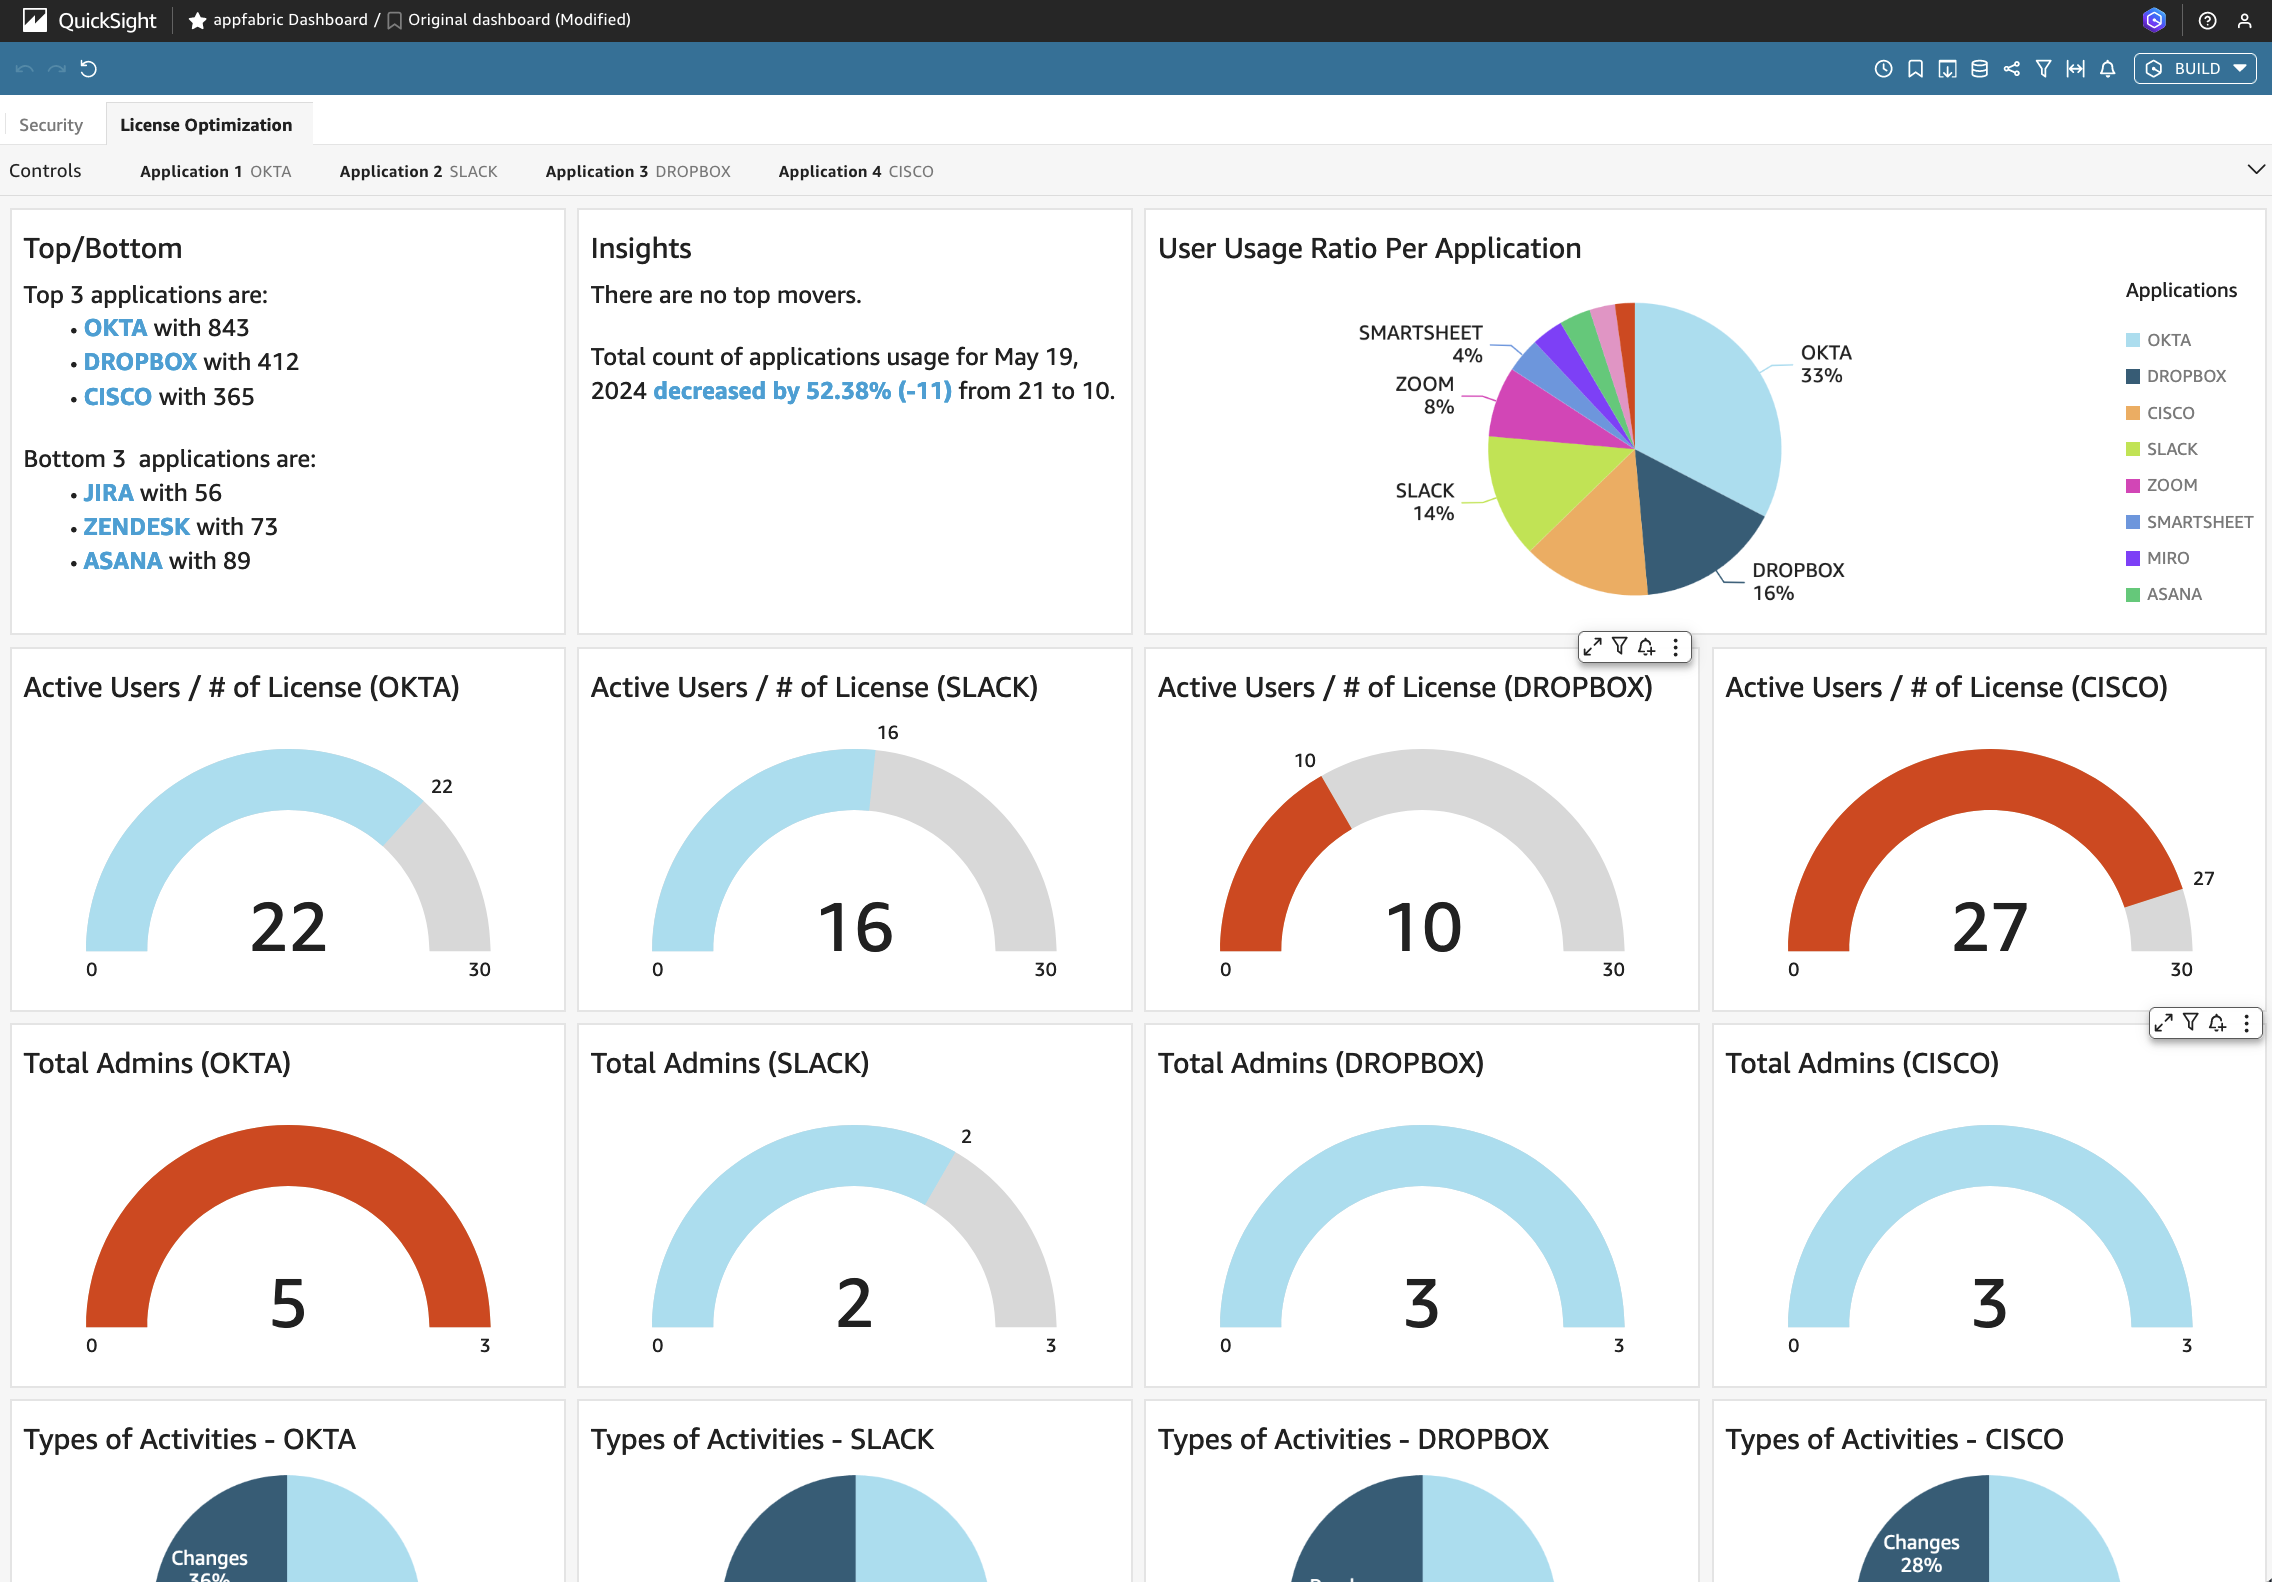 QuickSight
appfabric Dashboard / Original dashboard (Modified)
BUILD
Security
License Optimization
Controls
Application 1 OKTA
Application 2 SLACK
Application 3 DROPBOX
Application 4 CISCO
Top/Bottom
Top 3 applications are:
• OKTA with 843
• DROPBOX with 412
• CISCO with 365
Bottom 3 applications are:
• JIRA with 56
• ZENDESK with 73
• ASANA with 89
Insights
There are no top movers.
Total count of applications usage for May 19,
2024 decreased by 52.38% (-11) from 21 to 10.
User Usage Ratio Per Application
SMARTSHEET
4%
ZOOM
8%
SLACK
14%
OKTA
33%
DROPBOX
16%
Applications
OKTA
DROPBOX
CISCO
SLACK
ZOOM
SMARTSHEET
MIRO
ASANA
Active Users / # of License (OKTA)
22
22
0
30
Active Users / # of License (SLACK)
16
16
0
30
Active Users / # of License (DROPBOX)
10
10
0
30
Active Users / # of License (CISCO)
27
27
0
30
Total Admins (OKTA)
5
0
3
Total Admins (SLACK)
2
2
0
3
Total Admins (DROPBOX)
3
0
3
Total Admins (CISCO)
3
0
3
Types of Activities - OKTA
Changes
36%
Types of Activities - SLACK
Types of Activities - DROPBOX
Types of Activities - CISCO
Changes
28%